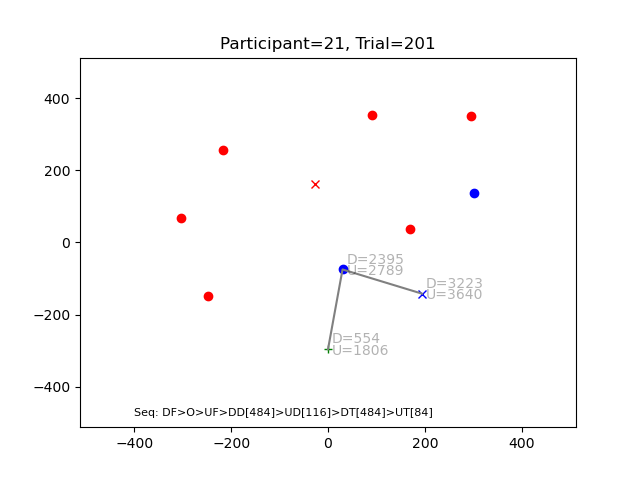 Participant=21, Trial=201
400
200
0
−200
−400
D=2395
U=2789
D=3223
U=3640
D=554
U=1806
Seq: DF>O>UF>DD[484]>UD[116]>DT[484]>UT[84]
−400 −200 0 200 400